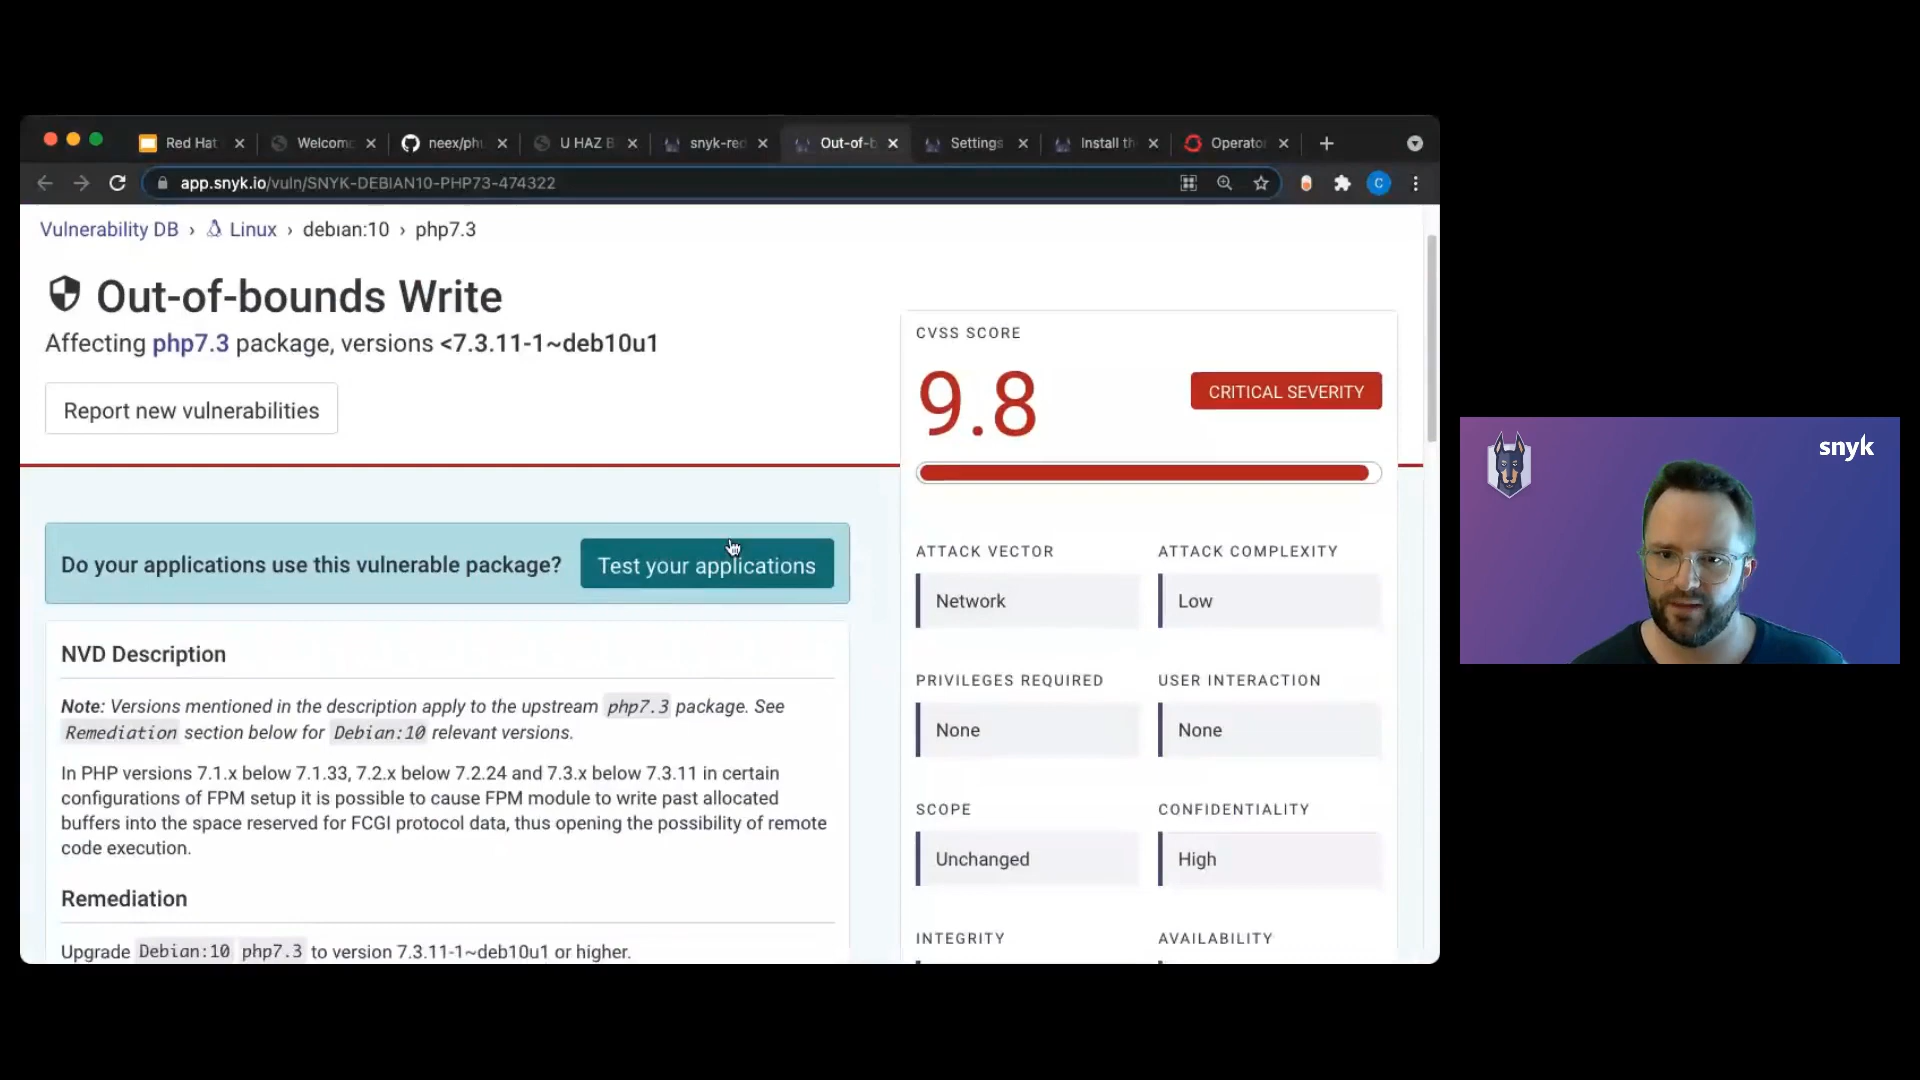 Red Hat
Welcome
neex/ph
U HAZ B
snyk-red
Out-of-b
Settings
Install th
Operator
app.snyk.io/vuln/SNYK-DEBIAN10-PHP73-474322
C
Vulnerability DB › Linux › debian:10 › php7.3
Out-of-bounds Write
Affecting php7.3 package, versions <7.3.11-1~deb10u1
Report new vulnerabilities
CVSS SCORE
9.8
CRITICAL SEVERITY
Do your applications use this vulnerable package?
Test your applications
ATTACK VECTOR
Network
ATTACK COMPLEXITY
Low
PRIVILEGES REQUIRED
None
USER INTERACTION
None
SCOPE
Unchanged
CONFIDENTIALITY
High
INTEGRITY
AVAILABILITY
NVD Description
Note: Versions mentioned in the description apply to the upstream php7.3 package. See
Remediation section below for Debian:10 relevant versions.
In PHP versions 7.1.x below 7.1.33, 7.2.x below 7.2.24 and 7.3.x below 7.3.11 in certain
configurations of FPM setup it is possible to cause FPM module to write past allocated
buffers into the space reserved for FCGI protocol data, thus opening the possibility of remote
code execution.
Remediation
Upgrade Debian:10 php7.3 to version 7.3.11-1~deb10u1 or higher.
snyk